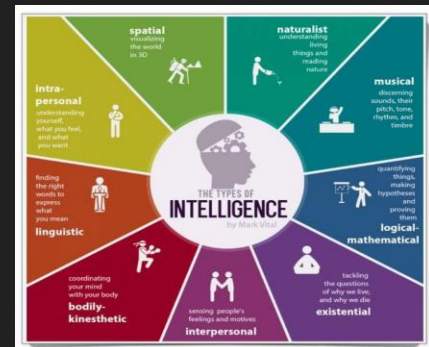 spatial
visualizing
the world
in 3D
naturalist
understanding
living
things and
reading
nature
musical
discerning
sounds, their
pitch, tone,
rhythm, and
timbre
quantifying
things,
making
hypotheses
and
proving
them
logical-
mathematical
tackling
the questions
of why we live,
and why we die
existential
sensing people's
feelings and motives
interpersonal
coordinating
your mind
with your body
bodily-
kinesthetic
finding
the right
words to
express
what
you mean
linguistic
intra-
personal
understanding
yourself,
what you feel,
and what
you want
THE TYPES OF
INTELLIGENCE
by Mark Vital